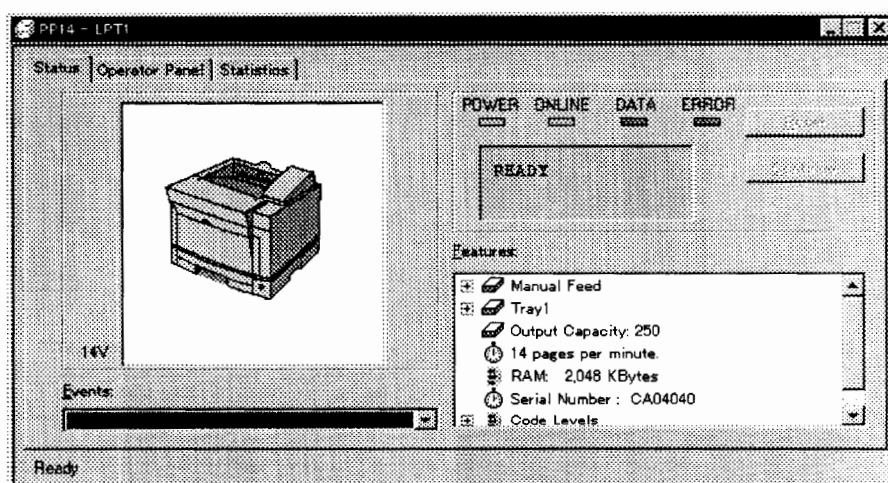 PP14 - LPT1
Status Operator Panel Statistics
POWER ONLINE DATA ERROR
READY
Features:
Manual Feed
Tray1
Output Capacity: 250
14 pages per minute.
RAM: 2,048 KBytes
Serial Number : CA04040
Code Levels
14V
Events:
Ready